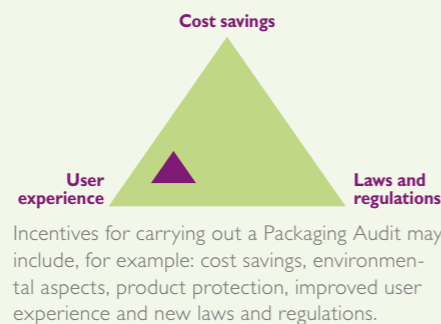 Cost savings
User
experience
Laws and
regulations
Incentives for carrying out a Packaging Audit may
include, for example: cost savings, environmen-
tal aspects, product protection, improved user
experience and new laws and regulations.